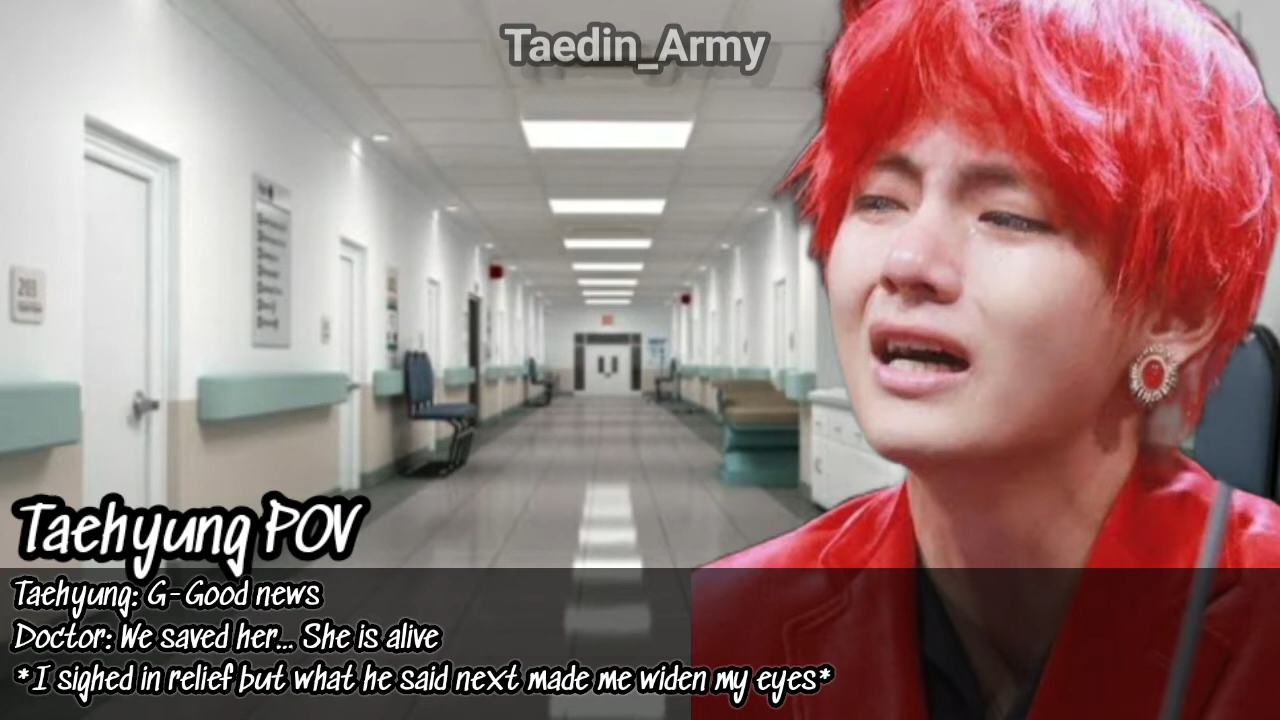 Taedin_Army
Taehyung POV
Taehyung: G-Good news
Doctor: We saved her... She is alive
*I sighed in relief but what he said next made me widen my eyes*